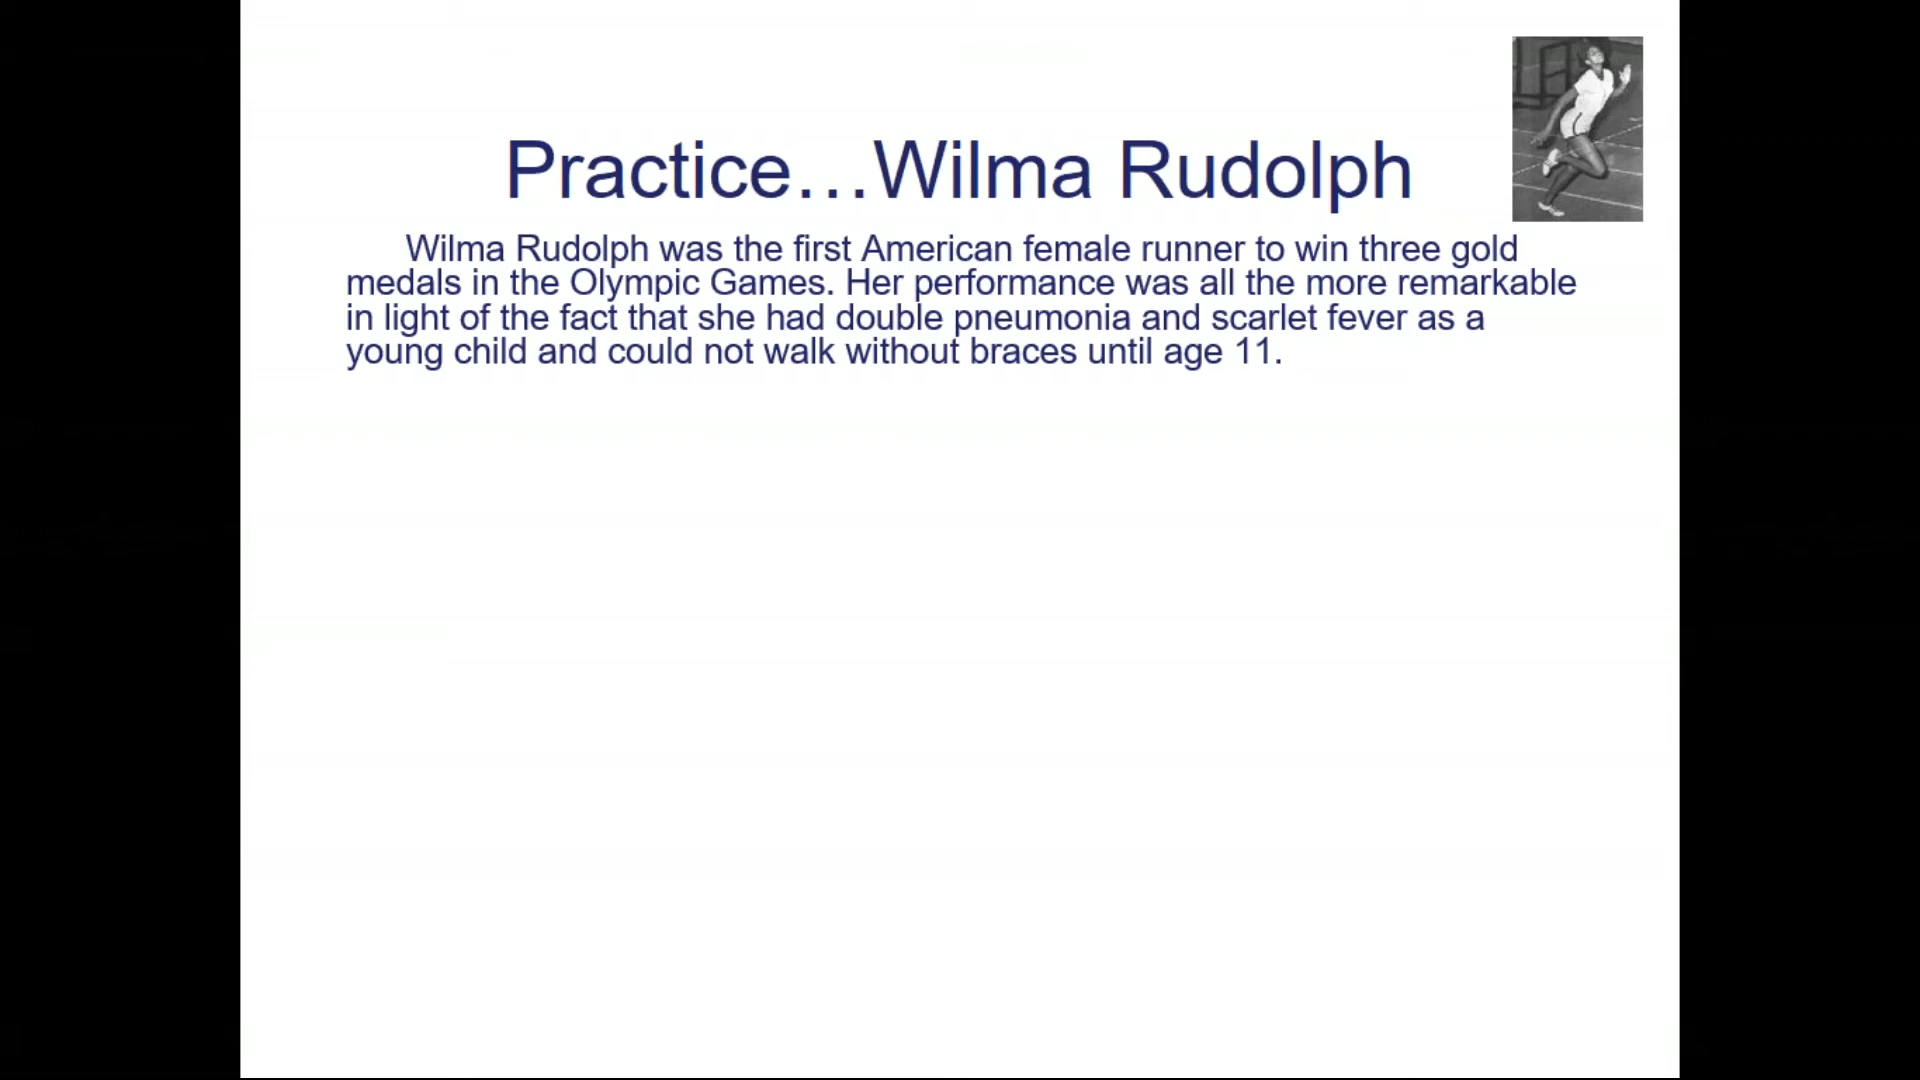 Practice…Wilma Rudolph
Wilma Rudolph was the first American female runner to win three gold
medals in the Olympic Games. Her performance was all the more remarkable
in light of the fact that she had double pneumonia and scarlet fever as a
young child and could not walk without braces until age 11.